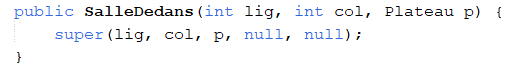 public SalleDedans(int lig, int col, Plateau p) {
    super(lig, col, p, null, null);
}